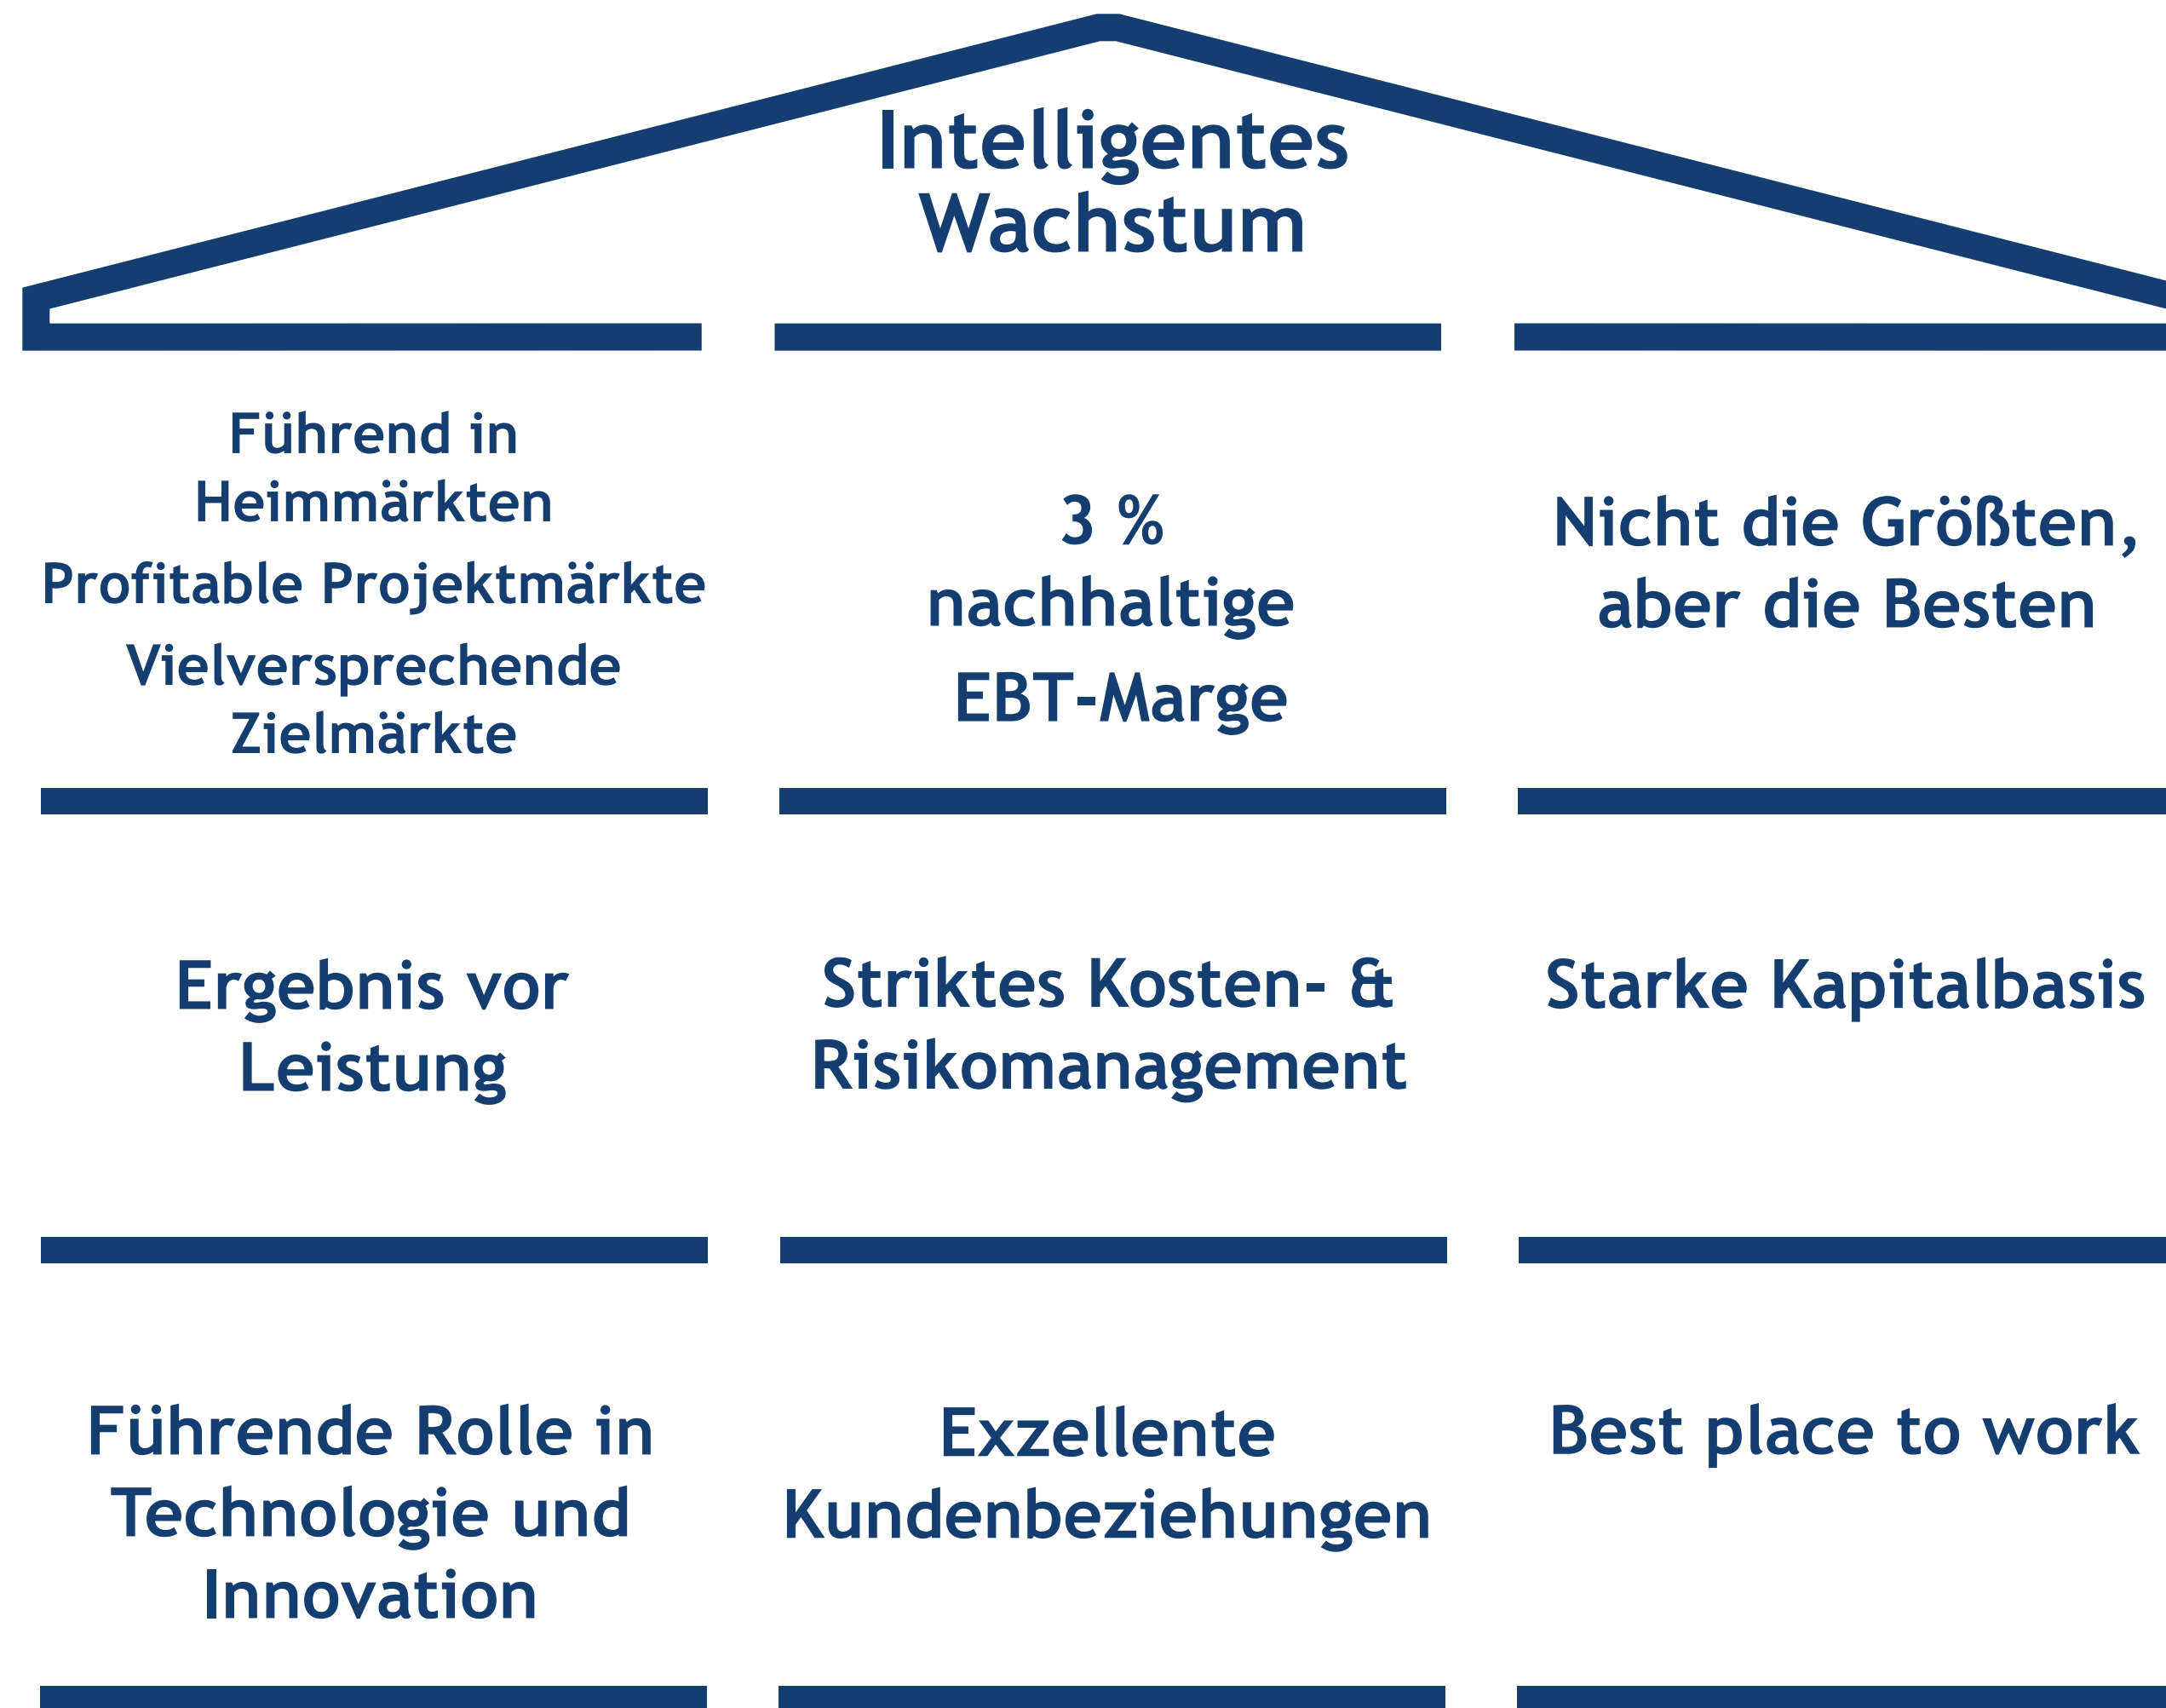 Intelligentes
Wachstum
Führend in
Heimmärkten
Profitable Projektmärkte
Vielversprechende
Zielmärkte
3 %
nachhaltige
EBT-Marge
Nicht die Größten,
aber die Besten
Ergebnis vor
Leistung
Striktes Kosten- &
Risikomanagement
Starke Kapitalbasis
Führende Rolle in
Technologie und
Innovation
Exzellente
Kundenbeziehungen
Best place to work